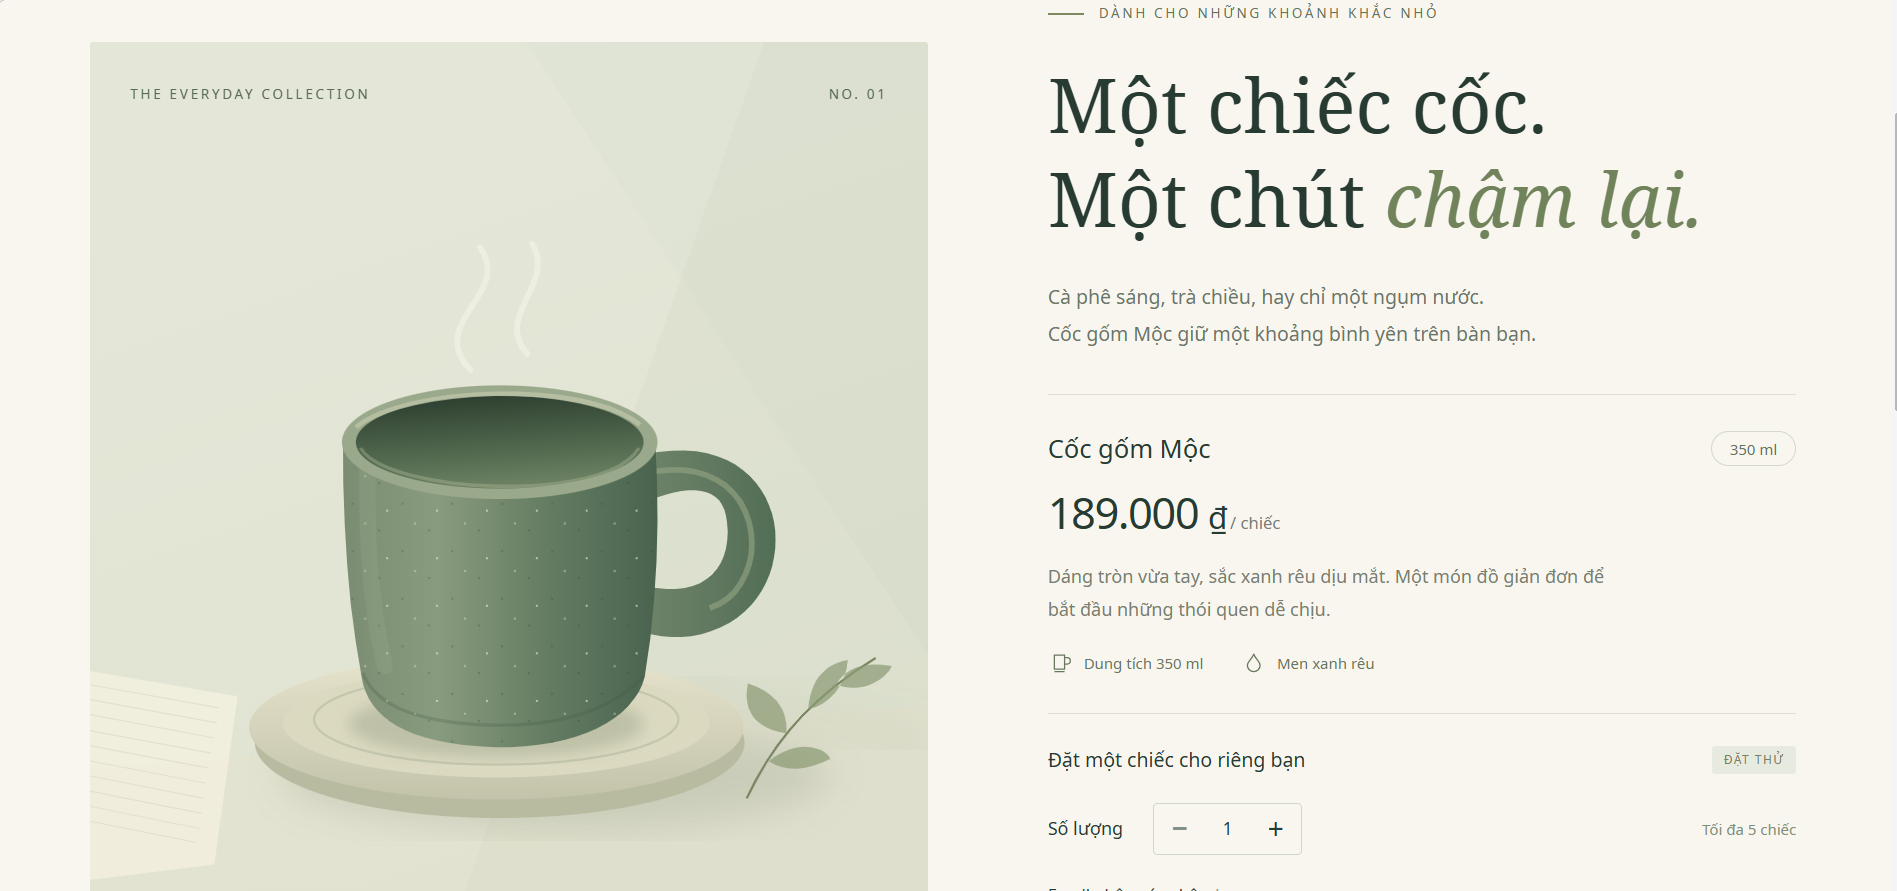 THE EVERYDAY COLLECTION
NO. 01
DÀNH CHO NHỮNG KHOẢNH KHẮC NHỎ
Một chiếc cốc.
Một chút chậm lại.
Cà phê sáng, trà chiều, hay chỉ một ngụm nước.
Cốc gốm Mộc giữ một khoảng bình yên trên bàn bạn.
Cốc gốm Mộc
350 ml
189.000 ₫ / chiếc
Dáng tròn vừa tay, sắc xanh rêu dịu mắt. Một món đồ giản đơn để
bắt đầu những thói quen dễ chịu.
Dung tích 350 ml
Men xanh rêu
Đặt một chiếc cho riêng bạn
ĐẶT THỬ
Số lượng
− 1 +
Tối đa 5 chiếc